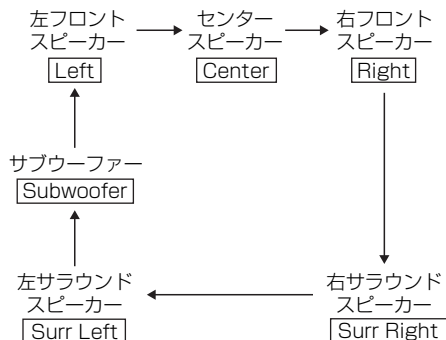 左フロント
スピーカー
Left
センター
スピーカー
Center
右フロント
スピーカー
Right
サブウーファー
Subwoofer
左サラウンド
スピーカー
Surr Left
右サラウンド
スピーカー
Surr Right